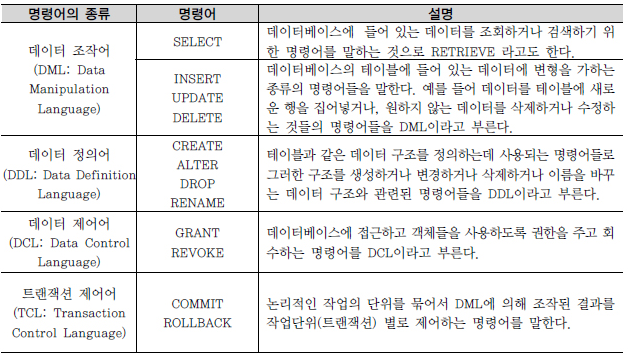 명령어의 종류 명령어 설명
데이터 조작어
(DML: Data
Manipulation
Language)
SELECT
데이터베이스에 들어 있는 데이터를 조회하거나 검색하기 위
한 명령어를 말하는 것으로 RETRIEVE 라고도 한다.
INSERT
UPDATE
DELETE
데이터베이스의 테이블에 들어 있는 데이터에 변형을 가하는
종류의 명령어들을 말한다. 예를 들어 데이터를 테이블에 새로
운 행을 집어넣거나, 원하지 않는 데이터를 삭제하거나 수정하
는 것들의 명령어들을 DML이라고 부른다.
데이터 정의어
(DDL: Data Definition
Language)
CREATE
ALTER
DROP
RENAME
테이블과 같은 데이터 구조를 정의하는데 사용되는 명령어들로
그러한 구조를 생성하거나 변경하거나 삭제하거나 이름을 바꾸
는 데이터 구조와 관련된 명령어들을 DDL이라고 부른다.
데이터 제어어
(DCL: Data Control
Language)
GRANT
REVOKE
데이터베이스에 접근하고 객체들을 사용하도록 권한을 주고 회
수하는 명령어를 DCL이라고 부른다.
트랜잭션 제어어
(TCL: Transaction
Control Language)
COMMIT
ROLLBACK
논리적인 작업의 단위를 묶어서 DML에 의해 조작된 결과를
작업단위(트랜잭션) 별로 제어하는 명령어를 말한다.